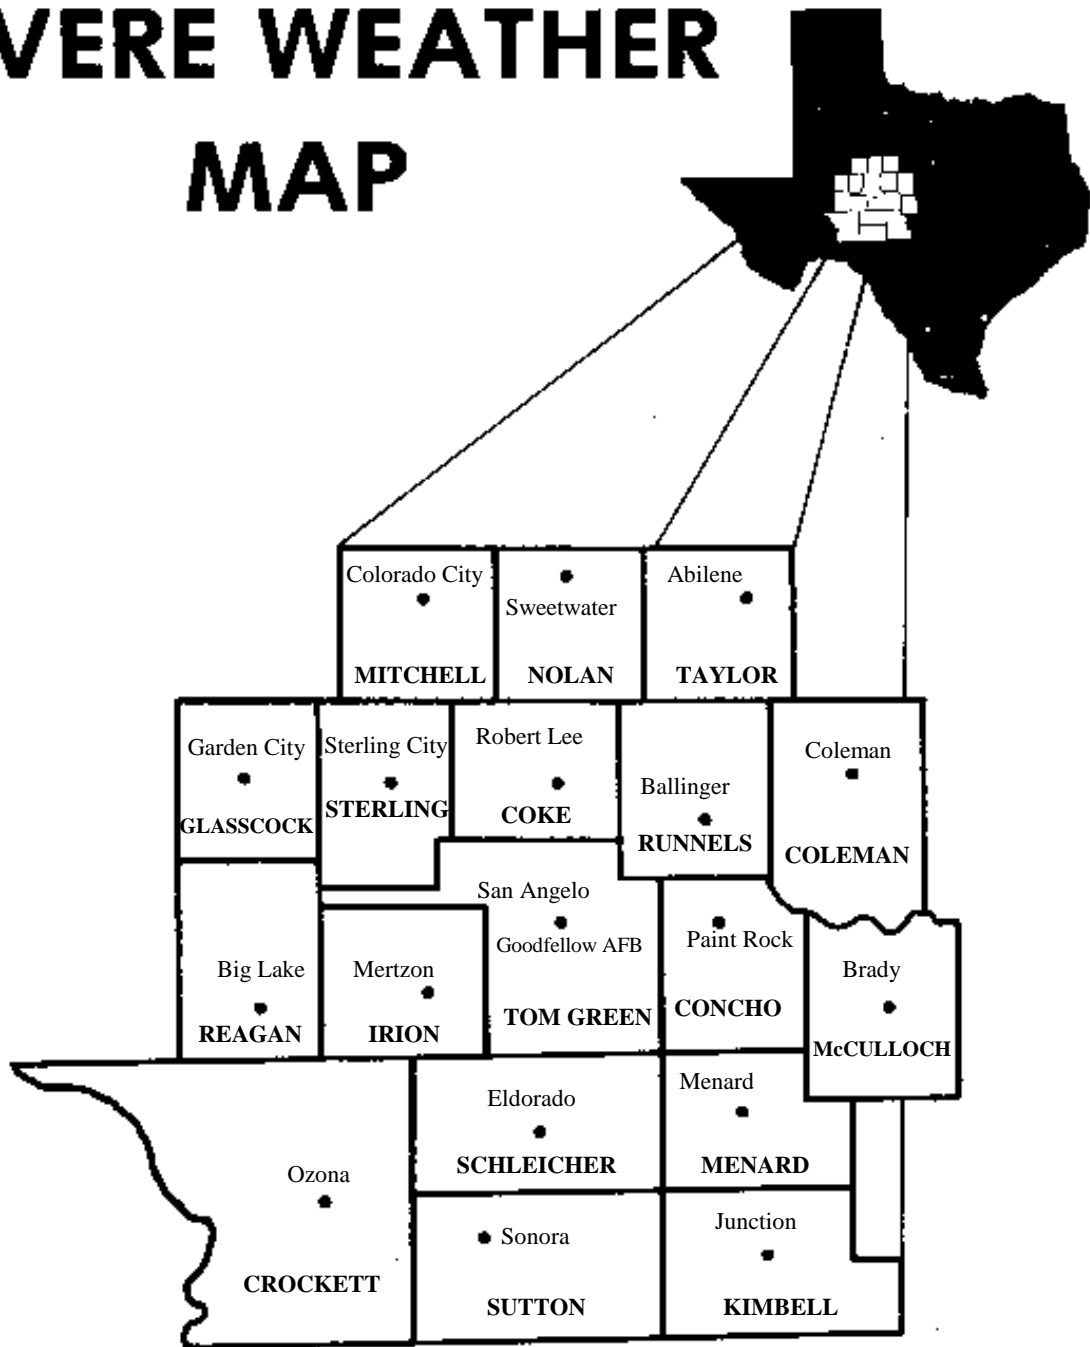 VERE WEATHER
MAP
Colorado City
Sweetwater
Abilene
MITCHELL
NOLAN
TAYLOR
Garden City
Sterling City
Robert Lee
Ballinger
Coleman
GLASSCOCK
STERLING
COKE
RUNNELS
COLEMAN
San Angelo
Goodfellow AFB
Paint Rock
Big Lake
Mertzon
Brady
REAGAN
IRION
TOM GREEN
CONCHO
McCULLOCH
Eldorado
Menard
SCHLEICHER
MENARD
Ozona
Sonora
Junction
CROCKETT
SUTTON
KIMBELL